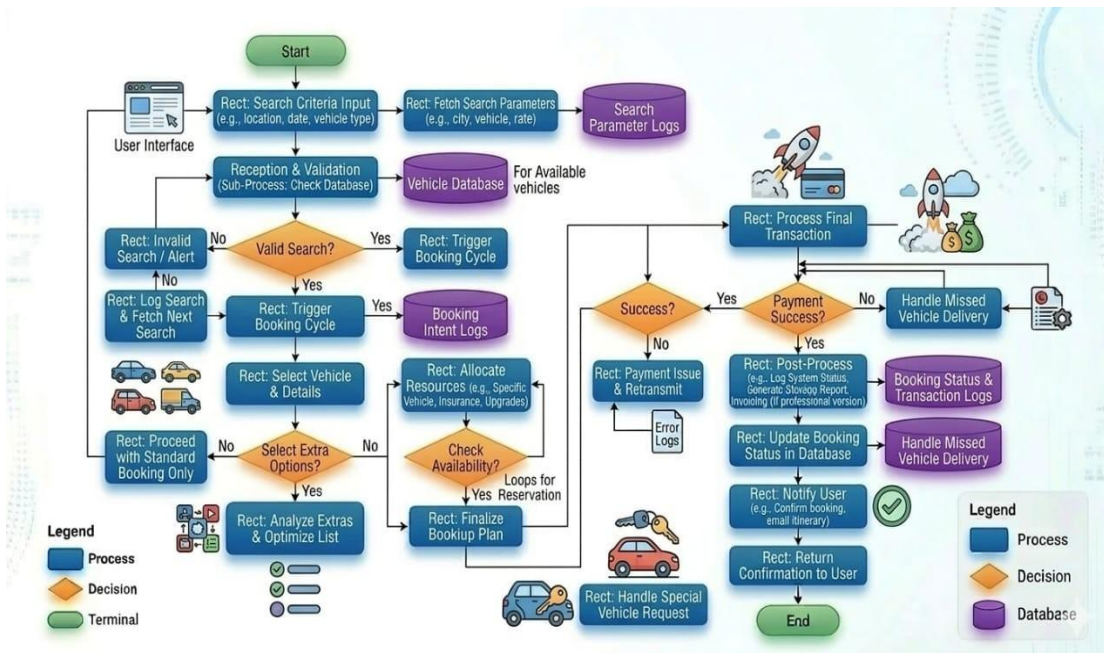 Start
User Interface
Rect: Search Criteria Input
(e.g., location, date, vehicle type)
Rect: Fetch Search Parameters
(e.g., city, vehicle, rate)
Search
Parameter Logs
Reception & Validation
(Sub-Process: Check Database)
Vehicle Database
For Available
vehicles
Rect: Invalid
Search / Alert
No
Valid Search?
Yes
Rect: Trigger
Booking Cycle
No
Yes
Rect: Log Search
& Fetch Next
Search
Rect: Trigger
Booking Cycle
Yes
Booking
Intent Logs
Rect: Select Vehicle
& Details
Rect: Allocate
Resources (e.g., Specific
Vehicle, Insurance, Upgrades)
Rect: Proceed
with Standard
Booking Only
No
Select Extra
Options?
No
Check
Availability?
Loops for
Reservation
Yes
Yes
Rect: Analyze Extras
& Optimize List
Rect: Finalize
Bookiup Plan
Rect: Process Final
Transaction
Success?
Yes
Payment
Success?
No
Handle Missed
Vehicle Delivery
No
Yes
Rect: Payment Issue
& Retransmit
Error
Logs
Rect: Post-Process
(e.g., Log System Status,
Report,
(If professional version)
Booking Status &
Transaction Logs
Rect: Update Booking
Status in Database
Handle Missed
Vehicle Delivery
Rect: Notify User
(e.g., Confirm booking,
email itinerary)
Rect: Return
Confirmation to User
End
Rect: Handle Special
Vehicle Request
Legend
Process
Decision
Terminal
Legend
Process
Decision
Database